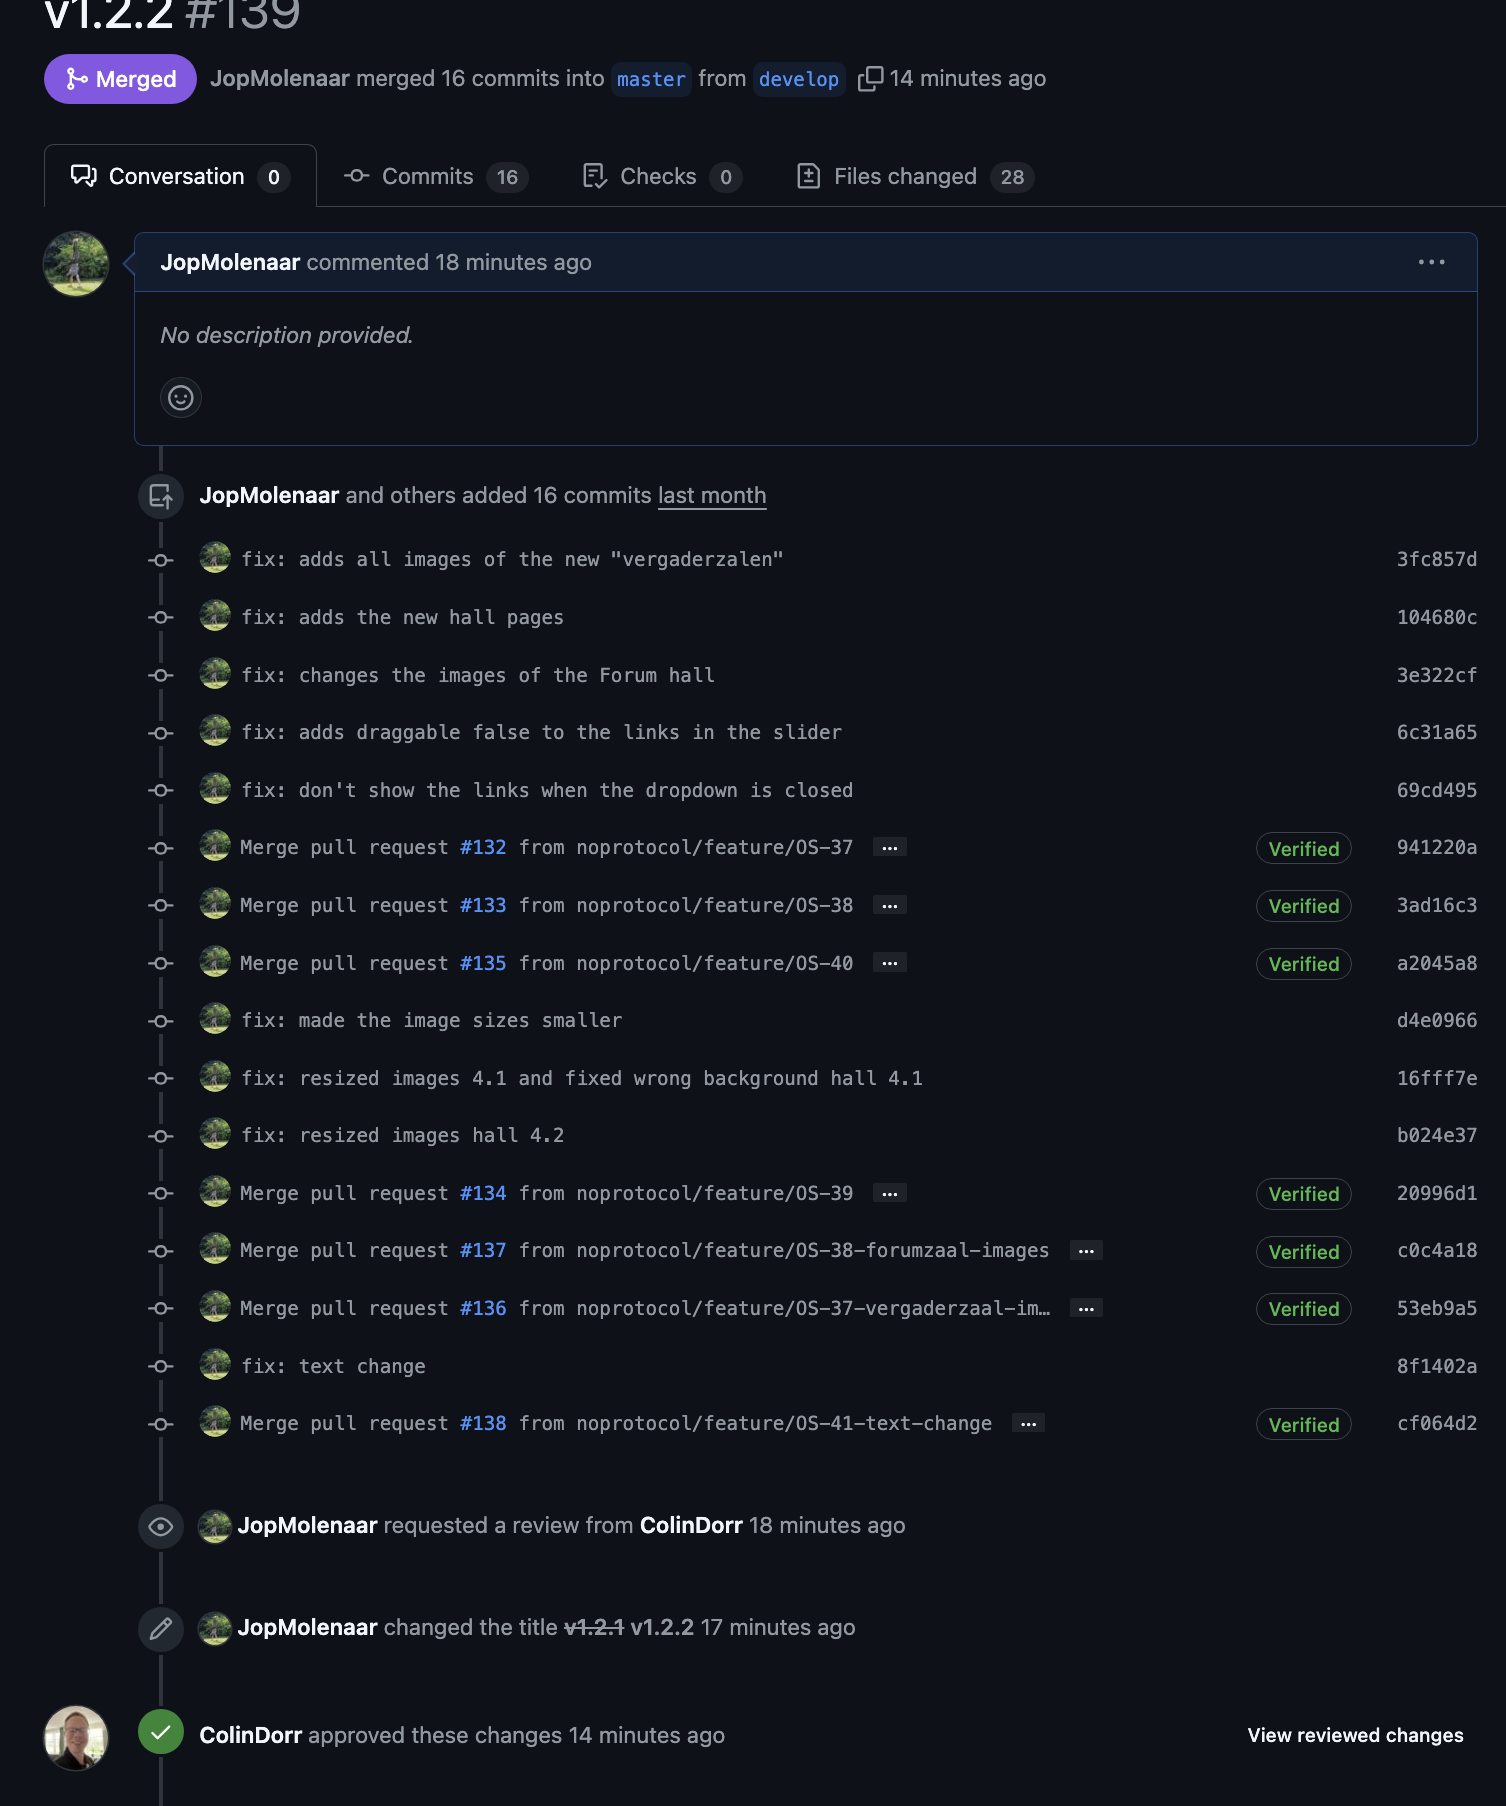 v1.2.2 #139
Merged JopMolenaar merged 16 commits into master from develop 14 minutes ago
Conversation 0 Commits 16 Checks 0 Files changed 28
JopMolenaar commented 18 minutes ago
No description provided.
JopMolenaar and others added 16 commits last month
fix: adds all images of the new "vergaderzalen" 3fc857d
fix: adds the new hall pages 104680c
fix: changes the images of the Forum hall 3e322cf
fix: adds draggable false to the links in the slider 6c31a65
fix: don't show the links when the dropdown is closed 69cd495
Merge pull request #132 from noprotocol/feature/OS-37 … Verified 941220a
Merge pull request #133 from noprotocol/feature/OS-38 … Verified 3ad16c3
Merge pull request #135 from noprotocol/feature/OS-40 … Verified a2045a8
fix: made the image sizes smaller d4e0966
fix: resized images 4.1 and fixed wrong background hall 4.1 16fff7e
fix: resized images hall 4.2 b024e37
Merge pull request #134 from noprotocol/feature/OS-39 … Verified 20996d1
Merge pull request #137 from noprotocol/feature/OS-38-forumzaal-images … Verified c0c4a18
Merge pull request #136 from noprotocol/feature/OS-37-vergaderzaal-im… … Verified 53eb9a5
fix: text change 8f1402a
Merge pull request #138 from noprotocol/feature/OS-41-text-change … Verified cf064d2
JopMolenaar requested a review from ColinDorr 18 minutes ago
JopMolenaar changed the title v1.2.1 v1.2.2 17 minutes ago
ColinDorr approved these changes 14 minutes ago View reviewed changes